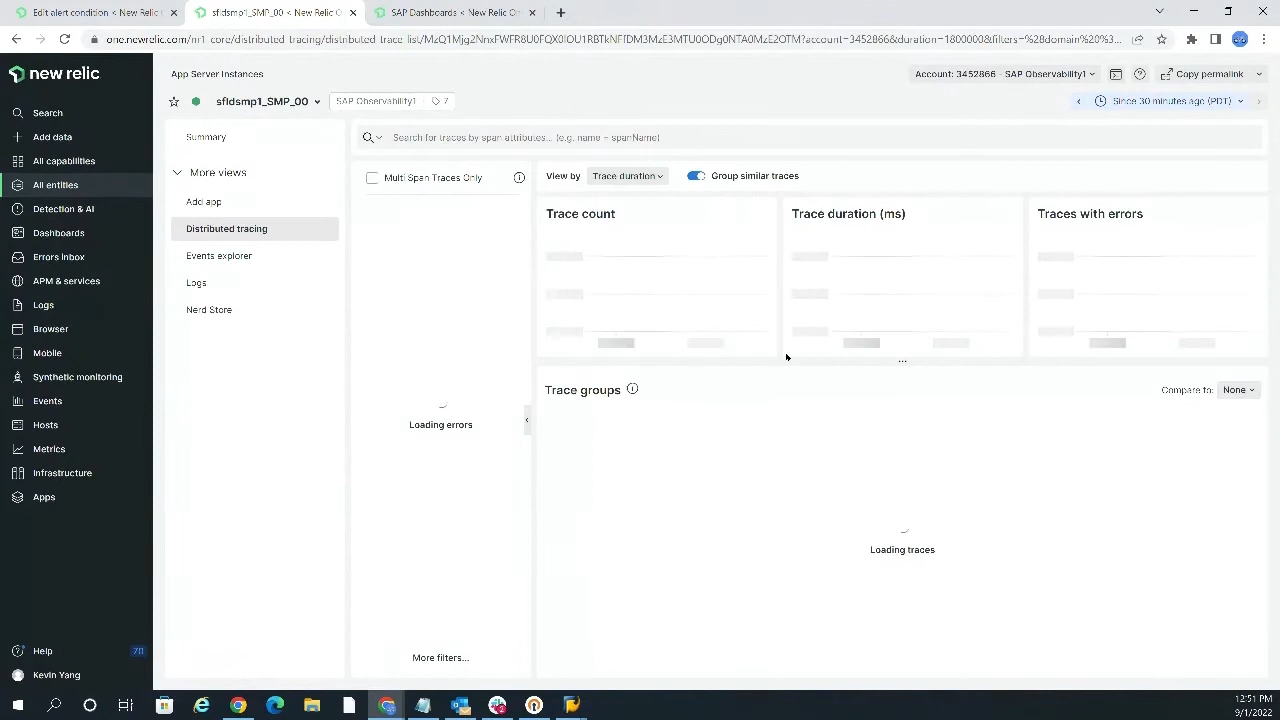 Edit alert condition < New Relic
sfldsmp1_SMP_00 < New Relic O
SAP Dashboards < New Relic On
App Server Instances
Account: 3452866 - SAP Observability1
Copy permalink
sfldsmp1_SMP_00
SAP Observability1
7
Since 30 minutes ago (PDT)
new relic
Search
Add data
All capabilities
All entities
Detection & AI
Dashboards
Errors inbox
APM & services
Logs
Browser
Mobile
Synthetic monitoring
Events
Hosts
Metrics
Infrastructure
Apps
Help
Kevin Yang
Summary
More views
Add app
Distributed tracing
Events explorer
Logs
Nerd Store
Search for traces by span attributes... (e.g. name = spanName)
Multi Span Traces Only
Loading errors
More filters...
View by
Trace duration
Group similar traces
Trace count
Trace duration (ms)
Traces with errors
...
Trace groups
Compare to:
None
Loading traces
12:51 PM
9/1/2022